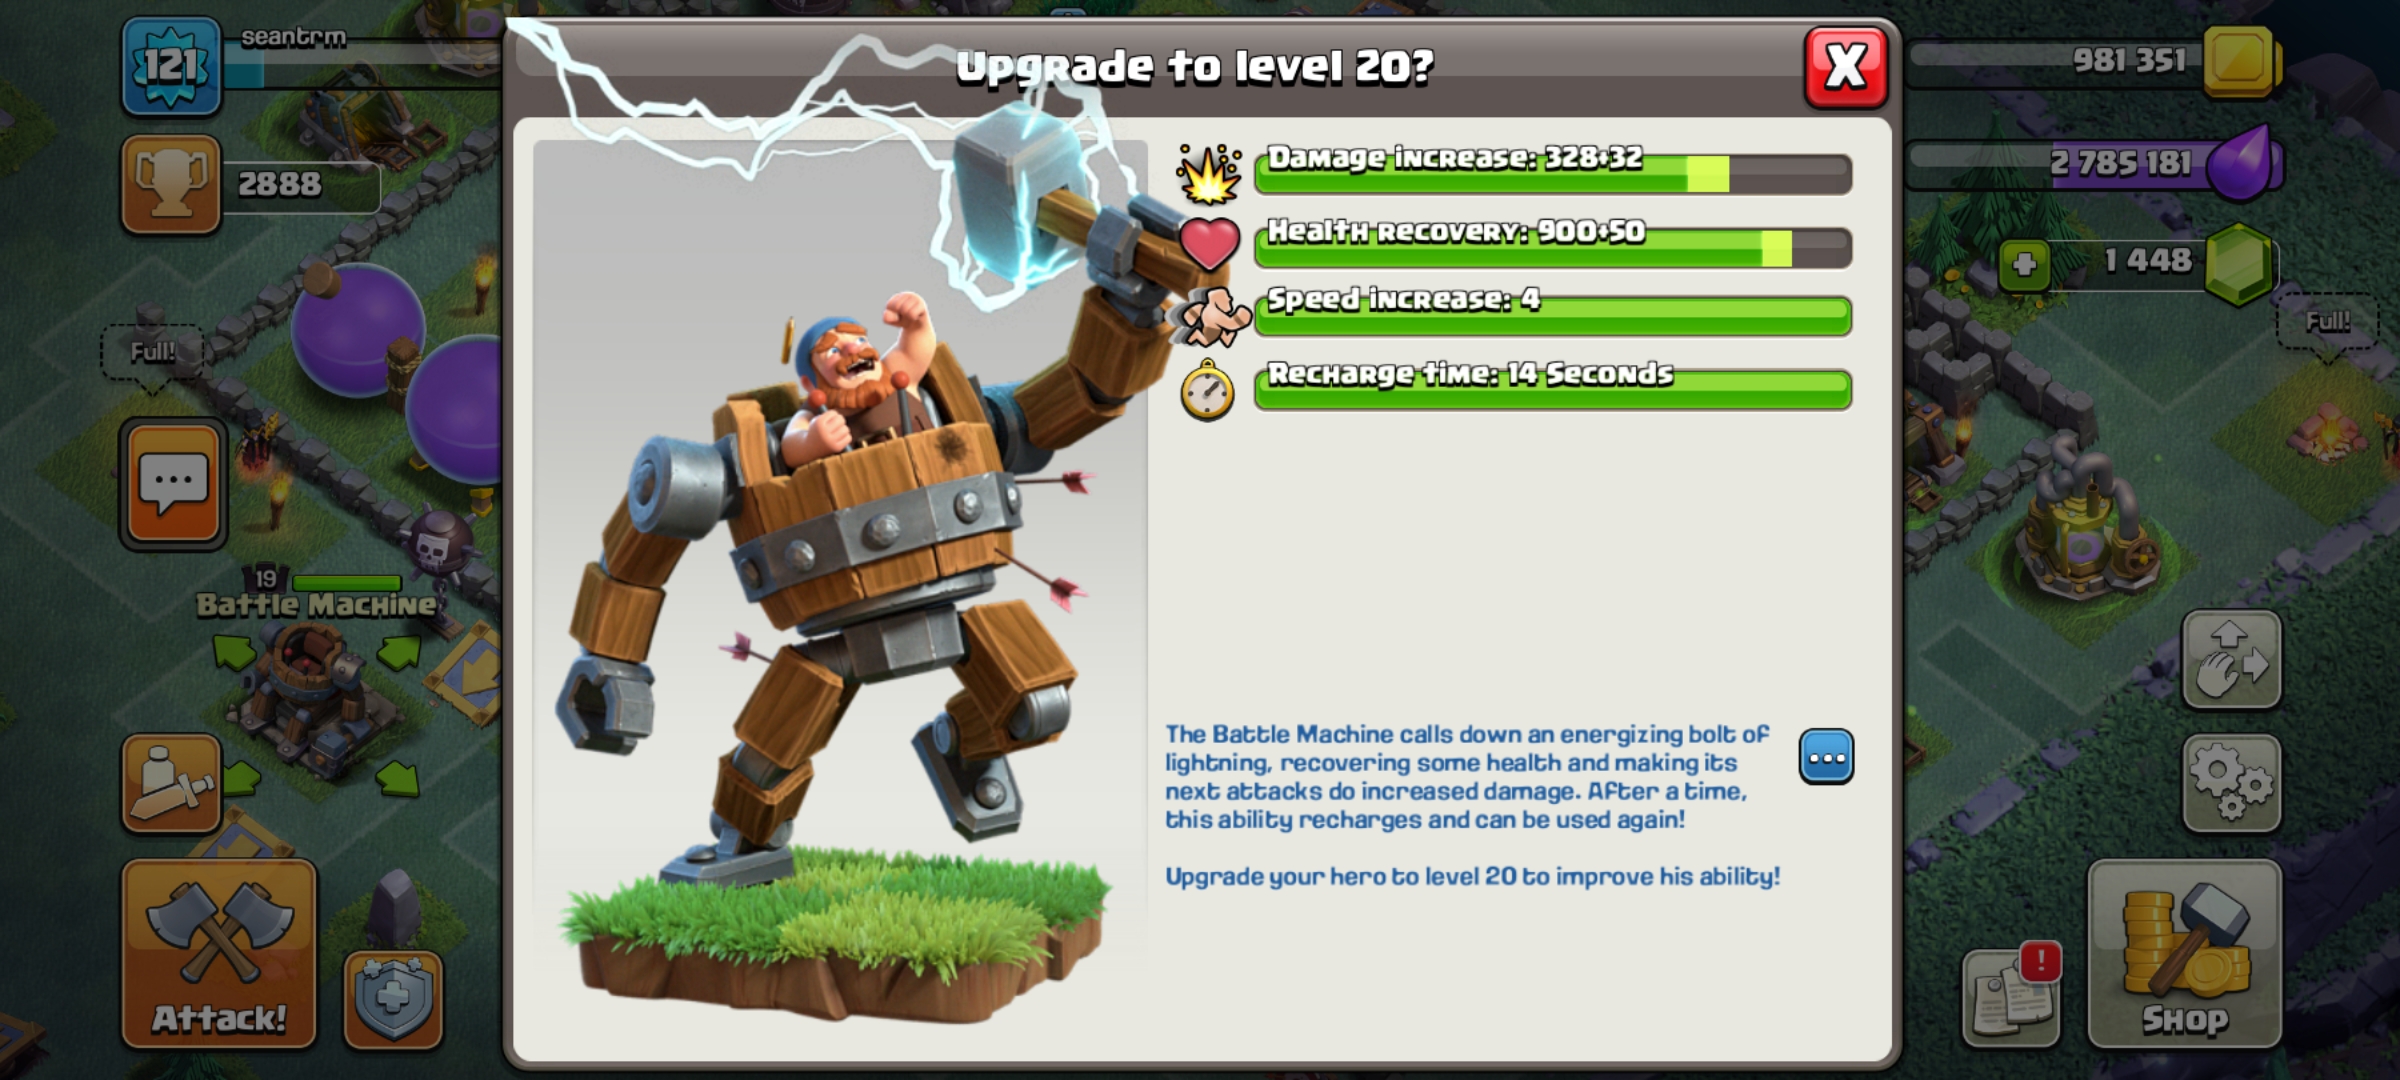 121
seantrm
Upgrade to level 20?
X
981 351
2888
Damage increase: 328+32
2 785 181
Health recovery: 900+50
1 448
Speed increase: 4
Full!
Full!
Recharge time: 14 Seconds
19
Battle Machine
The Battle Machine calls down an energizing bolt of
lightning, recovering some health and making its
next attacks do increased damage. After a time,
this ability recharges and can be used again!
Upgrade your hero to level 20 to improve his ability!
Attack!
!
Shop